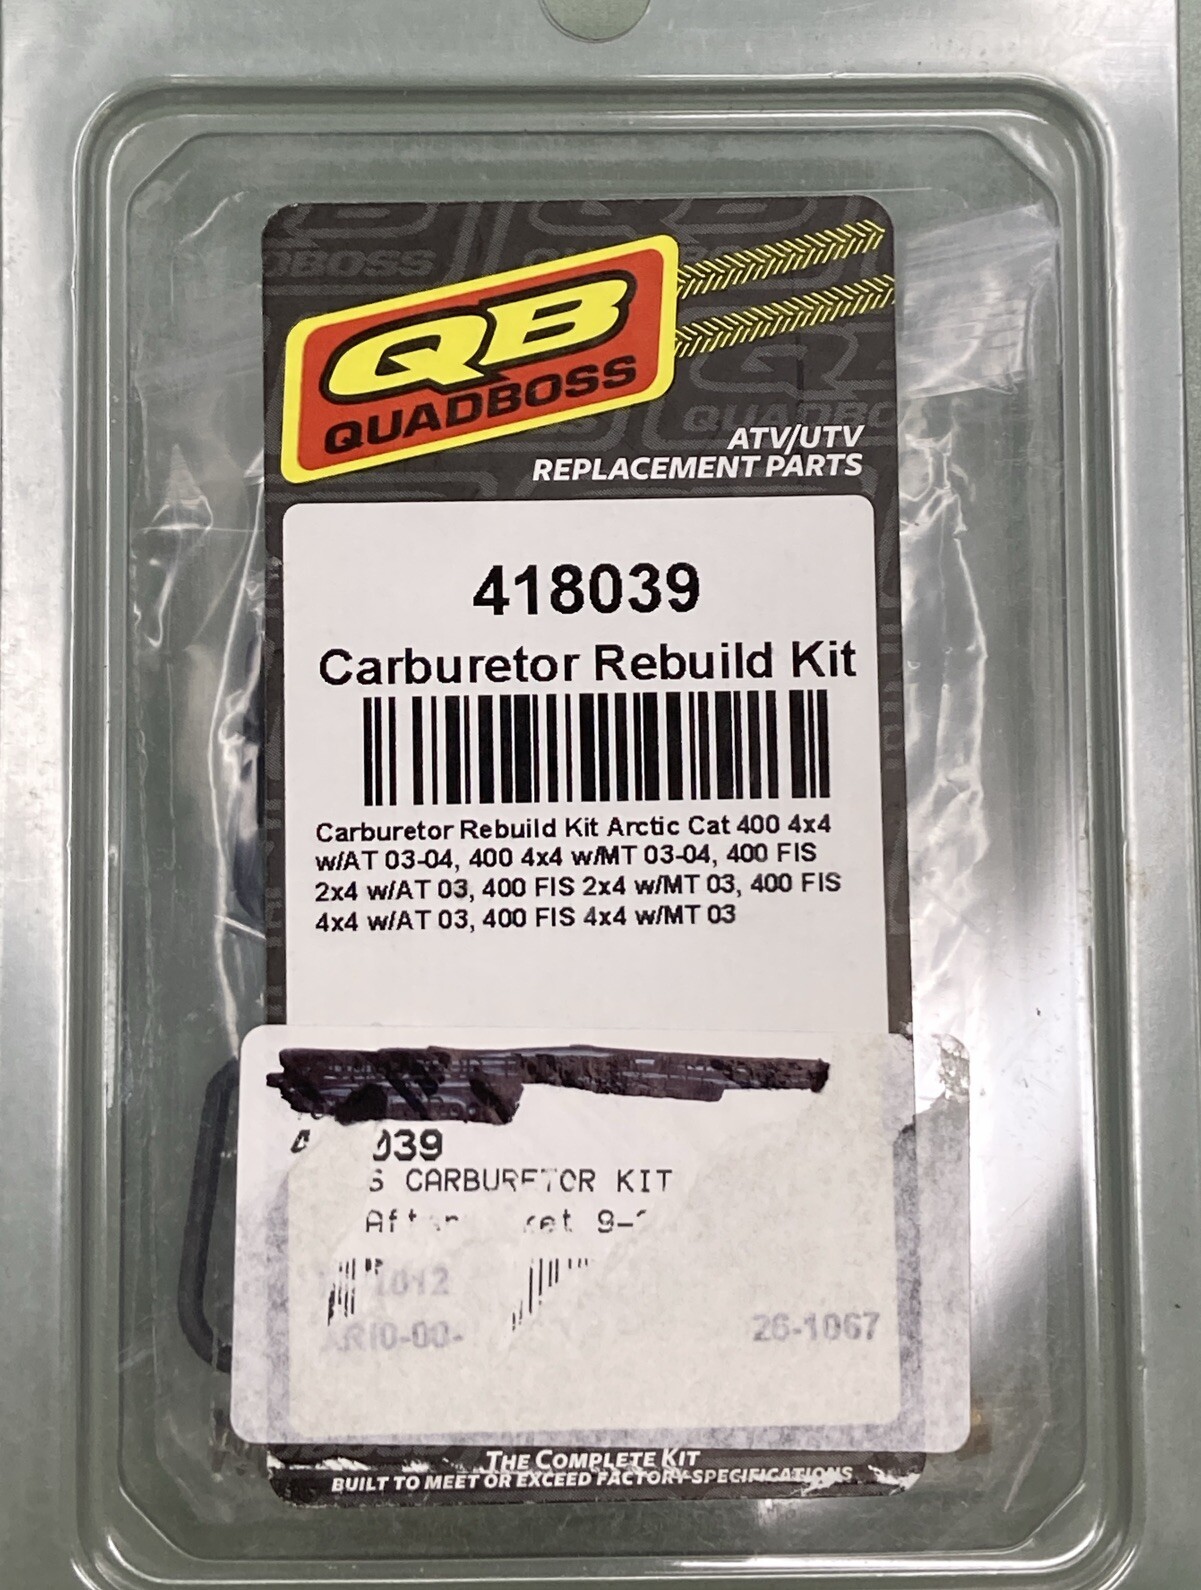 QB
QUADBOSS
ATV/UTV
REPLACEMENT PARTS
418039
Carburetor Rebuild Kit
Carburetor Rebuild Kit Arctic Cat 400 4x4
w/AT 03-04, 400 4x4 w/MT 03-04, 400 FIS
2x4 w/AT 03, 400 FIS 2x4 w/MT 03, 400 FIS
4x4 w/AT 03, 400 FIS 4x4 w/MT 03
039
CARBURETOR KIT
26-1067
THE COMPLETE KIT
BUILT TO MEET OR EXCEED FACTORY SPECIFICATIONS